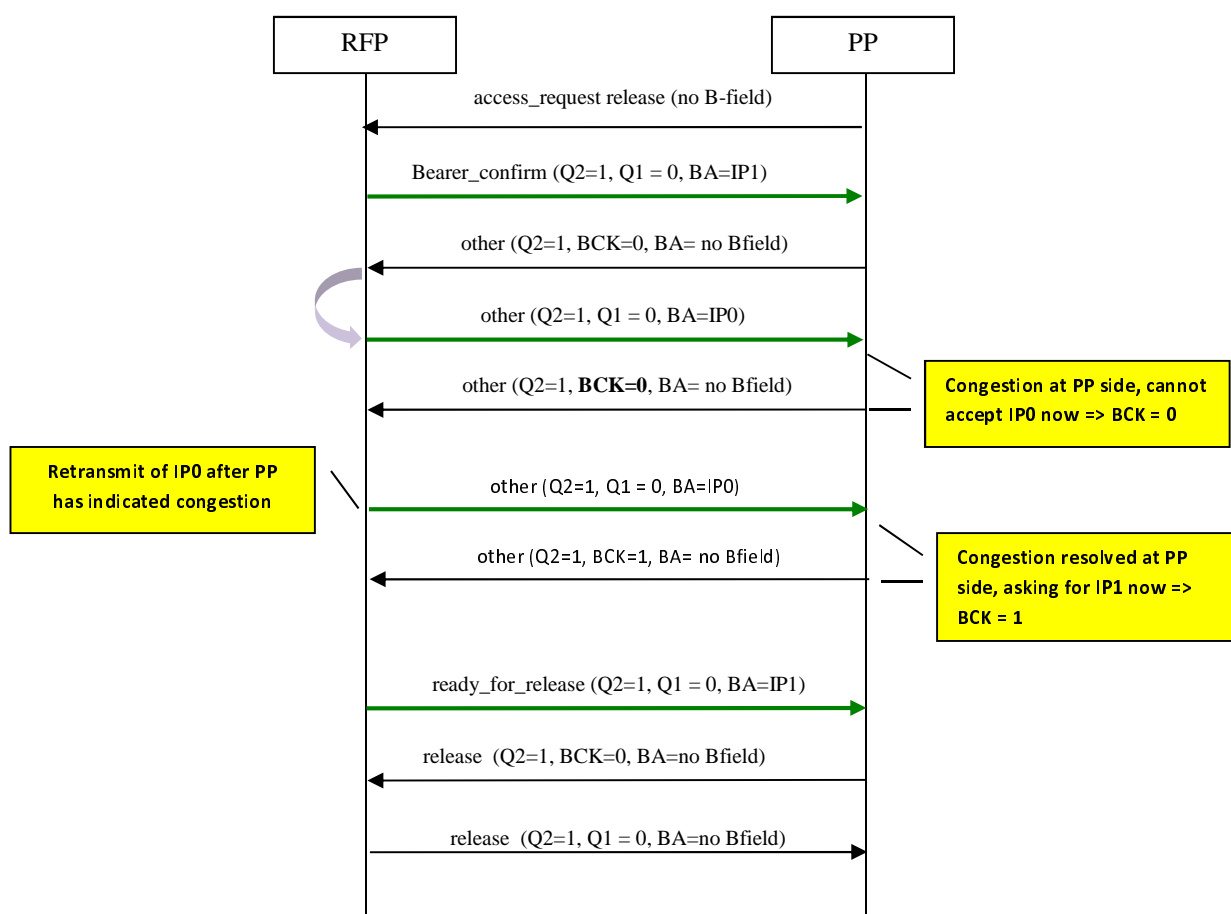 RFP
PP
access_request release (no B-field)
Bearer_confirm (Q2=1, Q1 = 0, BA=IP1)
other (Q2=1, BCK=0, BA= no Bfield)
other (Q2=1, Q1 = 0, BA=IP0)
Congestion at PP side, cannot
accept IP0 now => BCK = 0
other (Q2=1, BCK=0, BA= no Bfield)
Retransmit of IP0 after PP
has indicated congestion
other (Q2=1, Q1 = 0, BA=IP0)
other (Q2=1, BCK=1, BA= no Bfield)
Congestion resolved at PP
side, asking for IP1 now =>
BCK = 1
ready_for_release (Q2=1, Q1 = 0, BA=IP1)
release (Q2=1, BCK=0, BA=no Bfield)
release (Q2=1, Q1 = 0, BA=no Bfield)